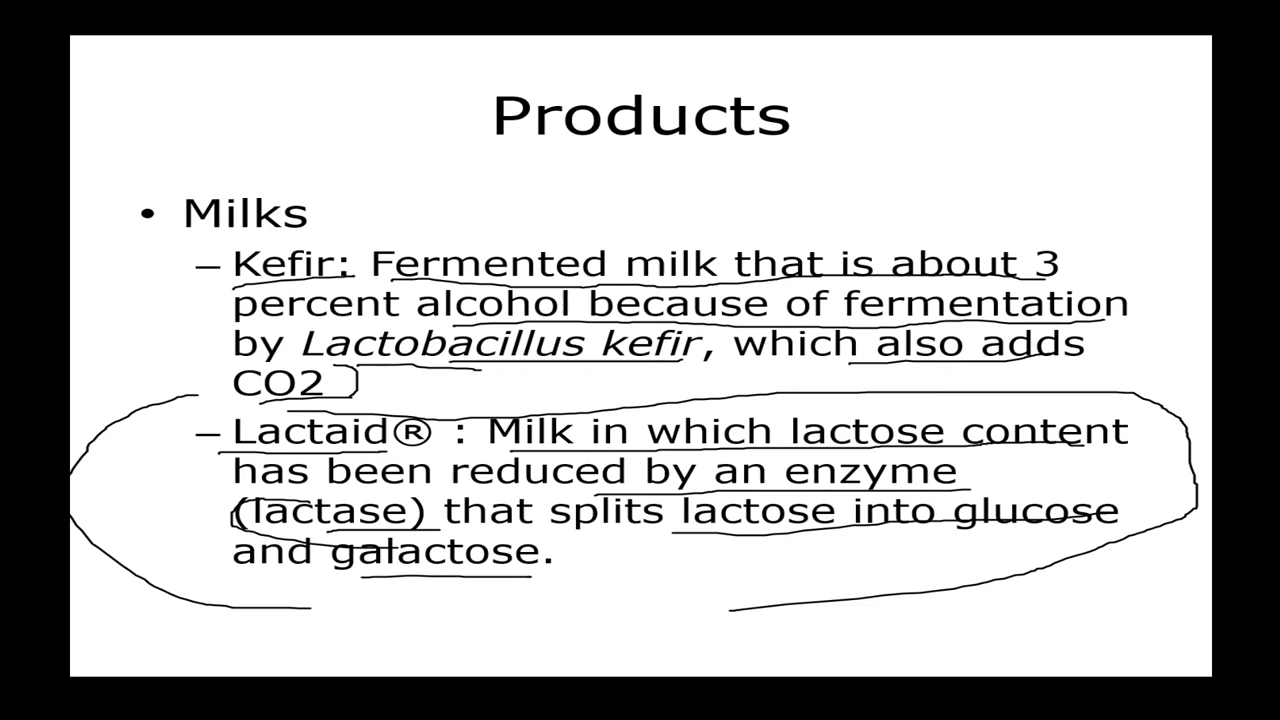 Products
• Milks
– Kefir: Fermented milk that is about 3
percent alcohol because of fermentation
by Lactobacillus kefir, which also adds
CO2
– Lactaid® : Milk in which lactose content
has been reduced by an enzyme
(lactase) that splits lactose into glucose
and galactose.